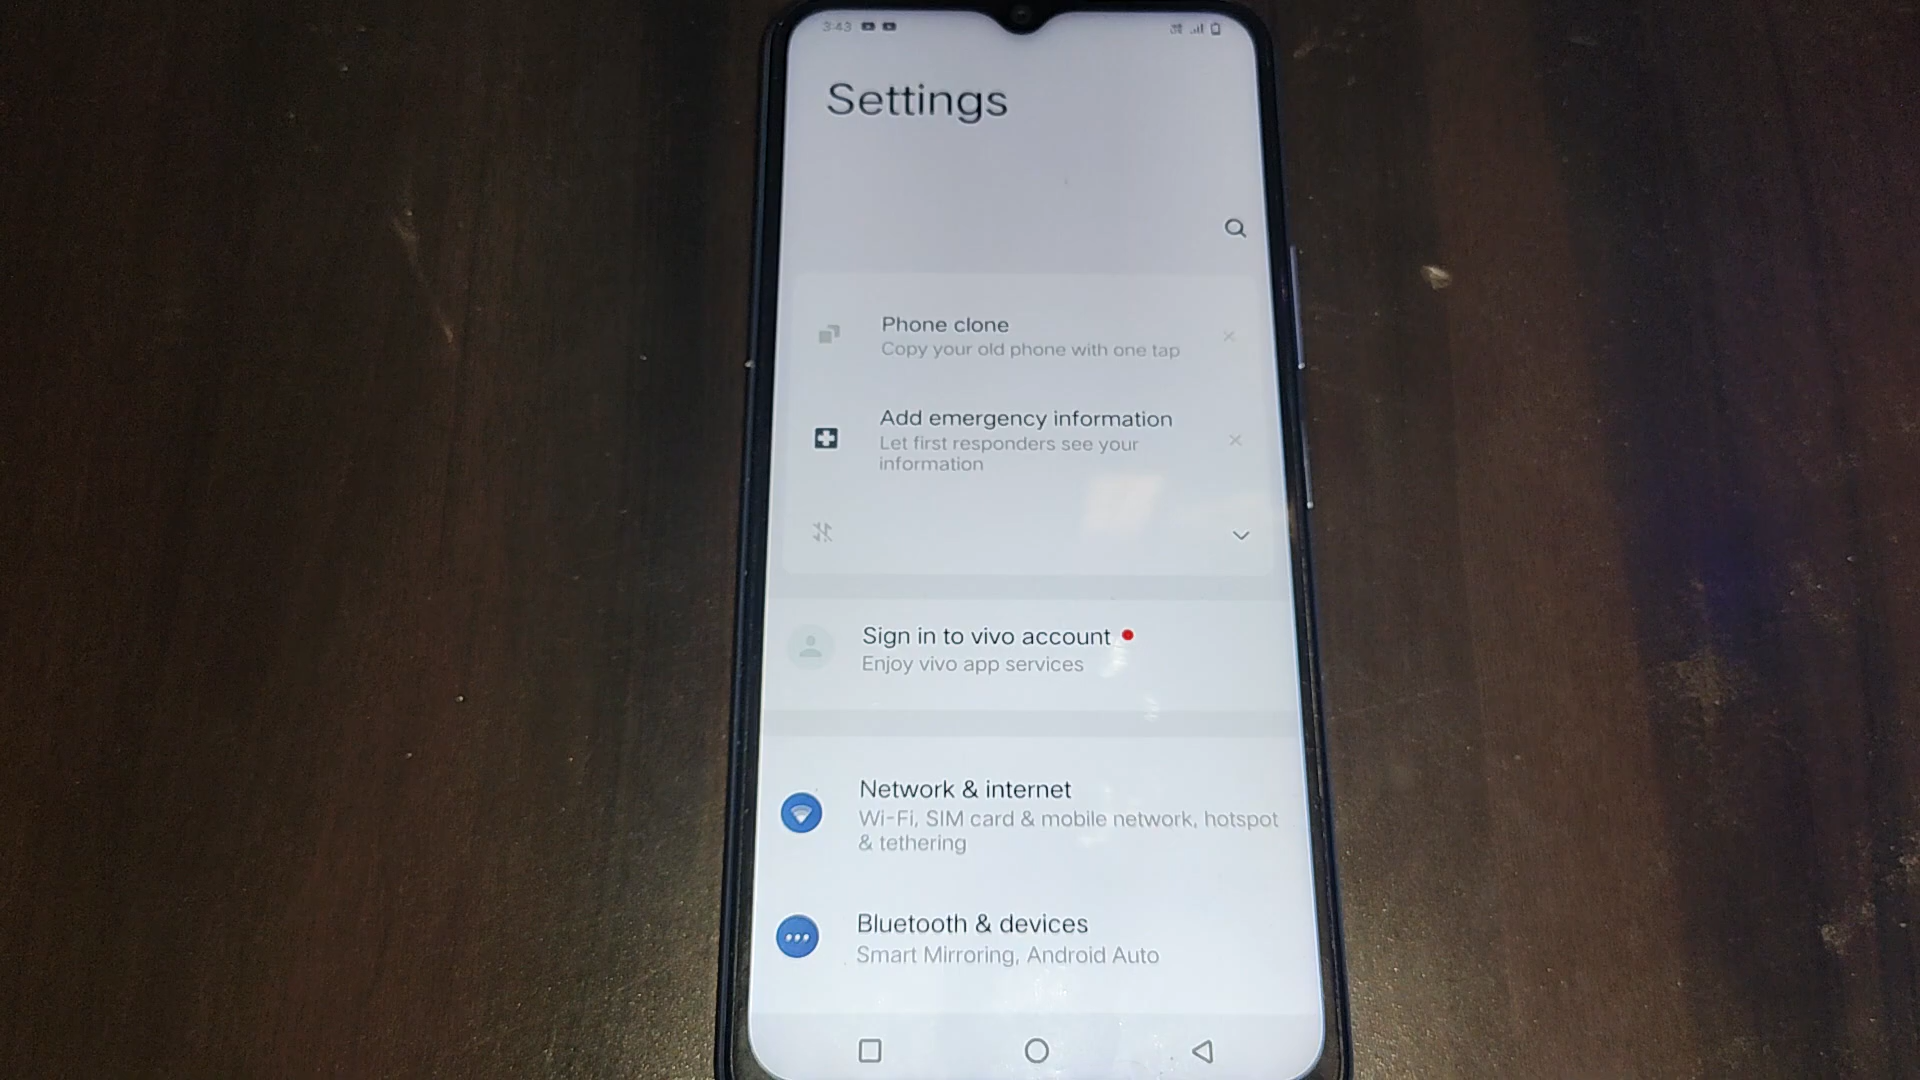 3:43
Settings
Phone clone
Copy your old phone with one tap
Add emergency information
Let first responders see your
information
Sign in to vivo account
Enjoy vivo app services
Network & internet
Wi-Fi, SIM card & mobile network, hotspot
& tethering
Bluetooth & devices
Smart Mirroring, Android Auto